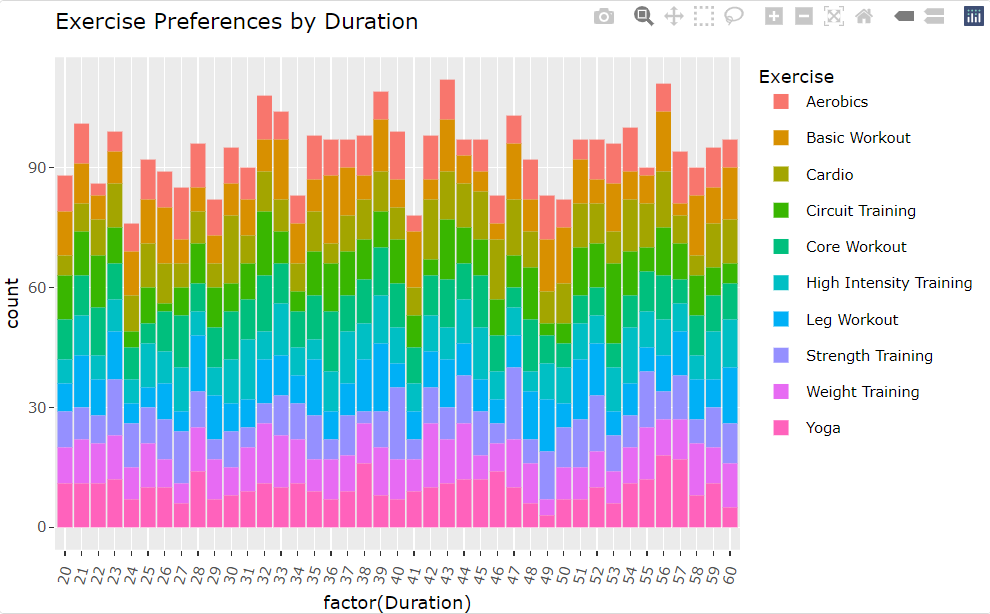 Exercise Preferences by Duration
Exercise
Aerobics
Basic Workout
Cardio
Circuit Training
Core Workout
High Intensity Training
Leg Workout
Strength Training
Weight Training
Yoga
count
90
60
30
0
20 21 22 23 24 25 26 27 28 29 30 31 32 33 34 35 36 37 38 39 40 41 42 43 44 45 46 47 48 49 50 51 52 53 54 55 56 57 58 59 60
factor(Duration)